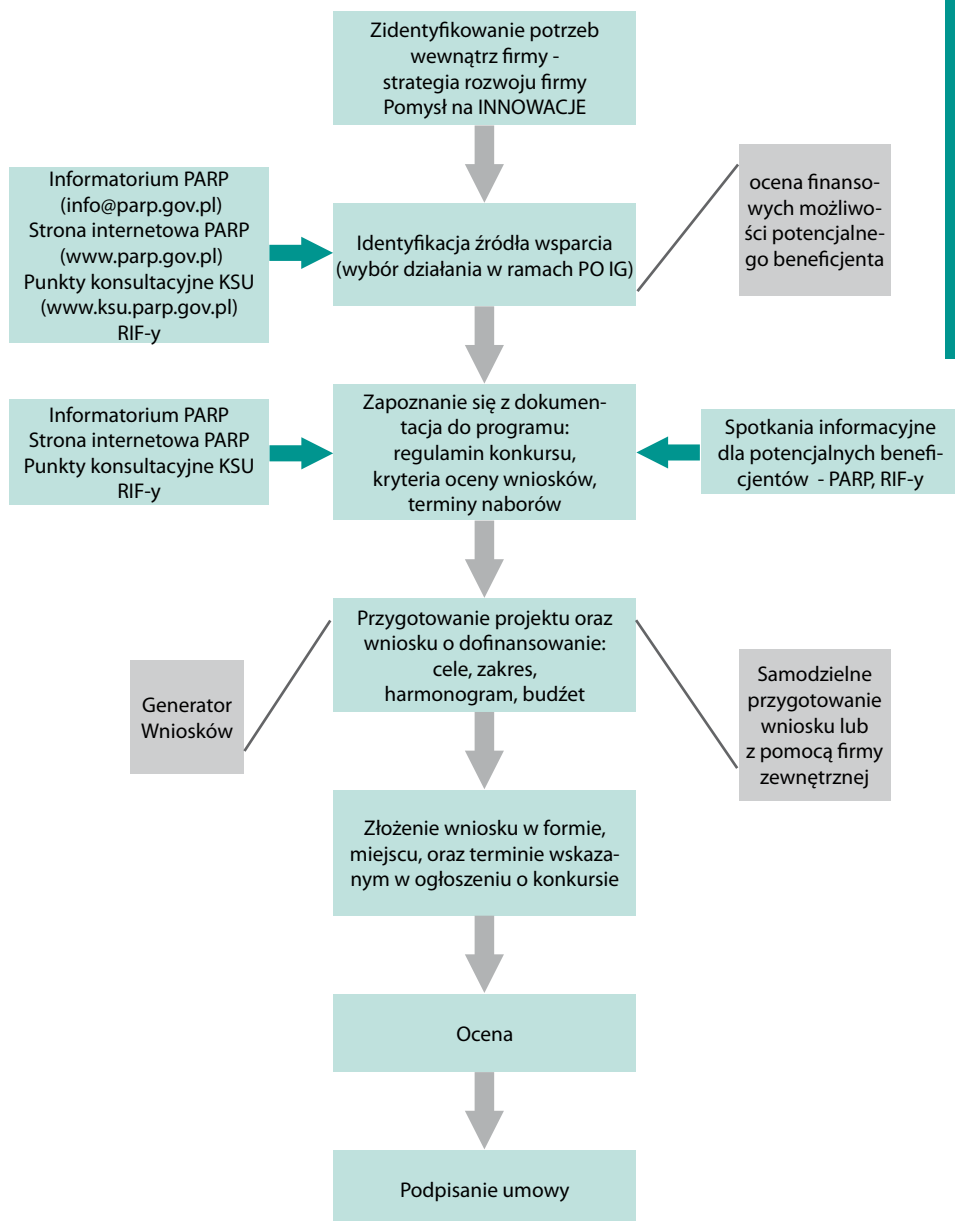 Zidentyfikowanie potrzeb
wewnątrz firmy -
strategia rozwoju firmy
Pomysł na INNOWACJE
Informatorium PARP
(info@parp.gov.pl)
Strona internetowa PARP
(www.parp.gov.pl)
Punkty konsultacyjne KSU
(www.ksu.parp.gov.pl)
RIF-y
Identyfikacja źródła wsparcia
(wybór działania w ramach PO IG)
ocena finanso-
wych możliwo-
ści potencjalne-
go beneficjenta
Informatorium PARP
Strona internetowa PARP
Punkty konsultacyjne KSU
RIF-y
Zapoznanie się z dokumen-
tacja do programu:
regulamin konkursu,
kryteria oceny wniosków,
terminy naborów
Spotkania informacyjne
dla potencjalnych benefi-
cjentów - PARP, RIF-y
Przygotowanie projektu oraz
wniosku o dofinansowanie:
cele, zakres,
harmonogram, budźet
Generator
Wniosków
Samodzielne
przygotowanie
wniosku lub
z pomocą firmy
zewnętrznej
Złożenie wniosku w formie,
miejscu, oraz terminie wskaza-
nym w ogłoszeniu o konkursie
Ocena
Podpisanie umowy